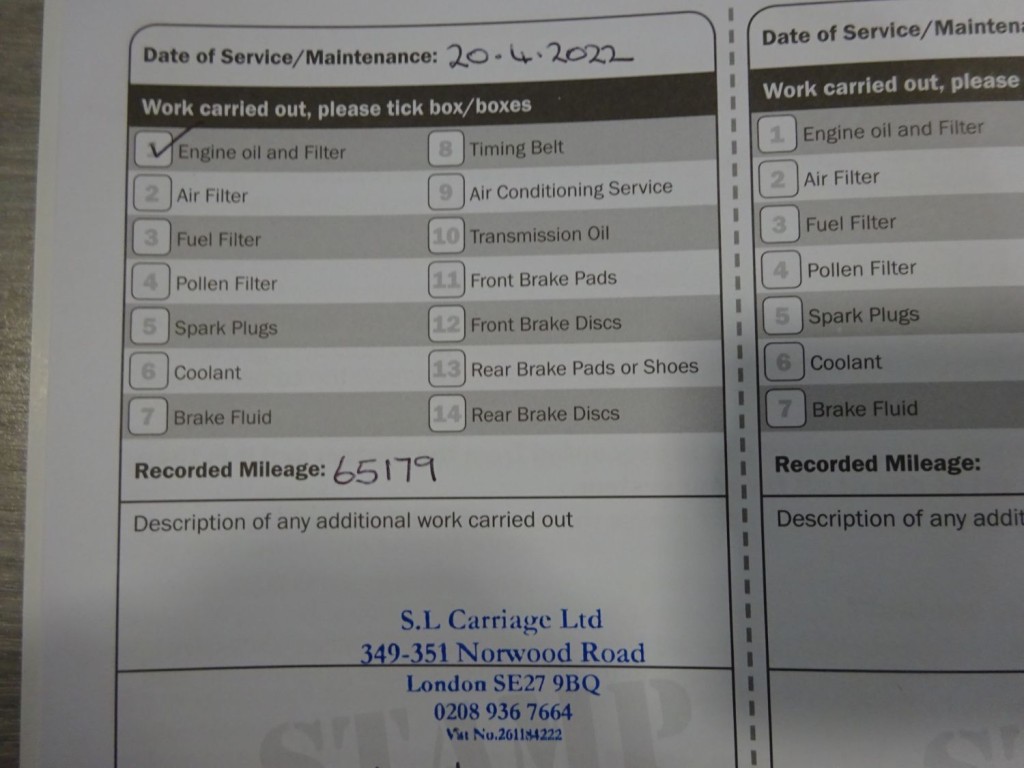 Date of Service/Maintenance: 20-4-2022
Work carried out, please tick box/boxes
1 Engine oil and Filter
2 Air Filter
3 Fuel Filter
4 Pollen Filter
5 Spark Plugs
6 Coolant
7 Brake Fluid
8 Timing Belt
9 Air Conditioning Service
10 Transmission Oil
11 Front Brake Pads
12 Front Brake Discs
13 Rear Brake Pads or Shoes
14 Rear Brake Discs
Recorded Mileage: 65179
Description of any additional work carried out
S.L Carriage Ltd
349-351 Norwood Road
London SE27 9BQ
0208 936 7664
Vat No.261184222
STAMP
Date of Service/Maintena
Work carried out, please
1 Engine oil and Filter
2 Air Filter
3 Fuel Filter
4 Pollen Filter
5 Spark Plugs
6 Coolant
7 Brake Fluid
Recorded Mileage:
Description of any addit